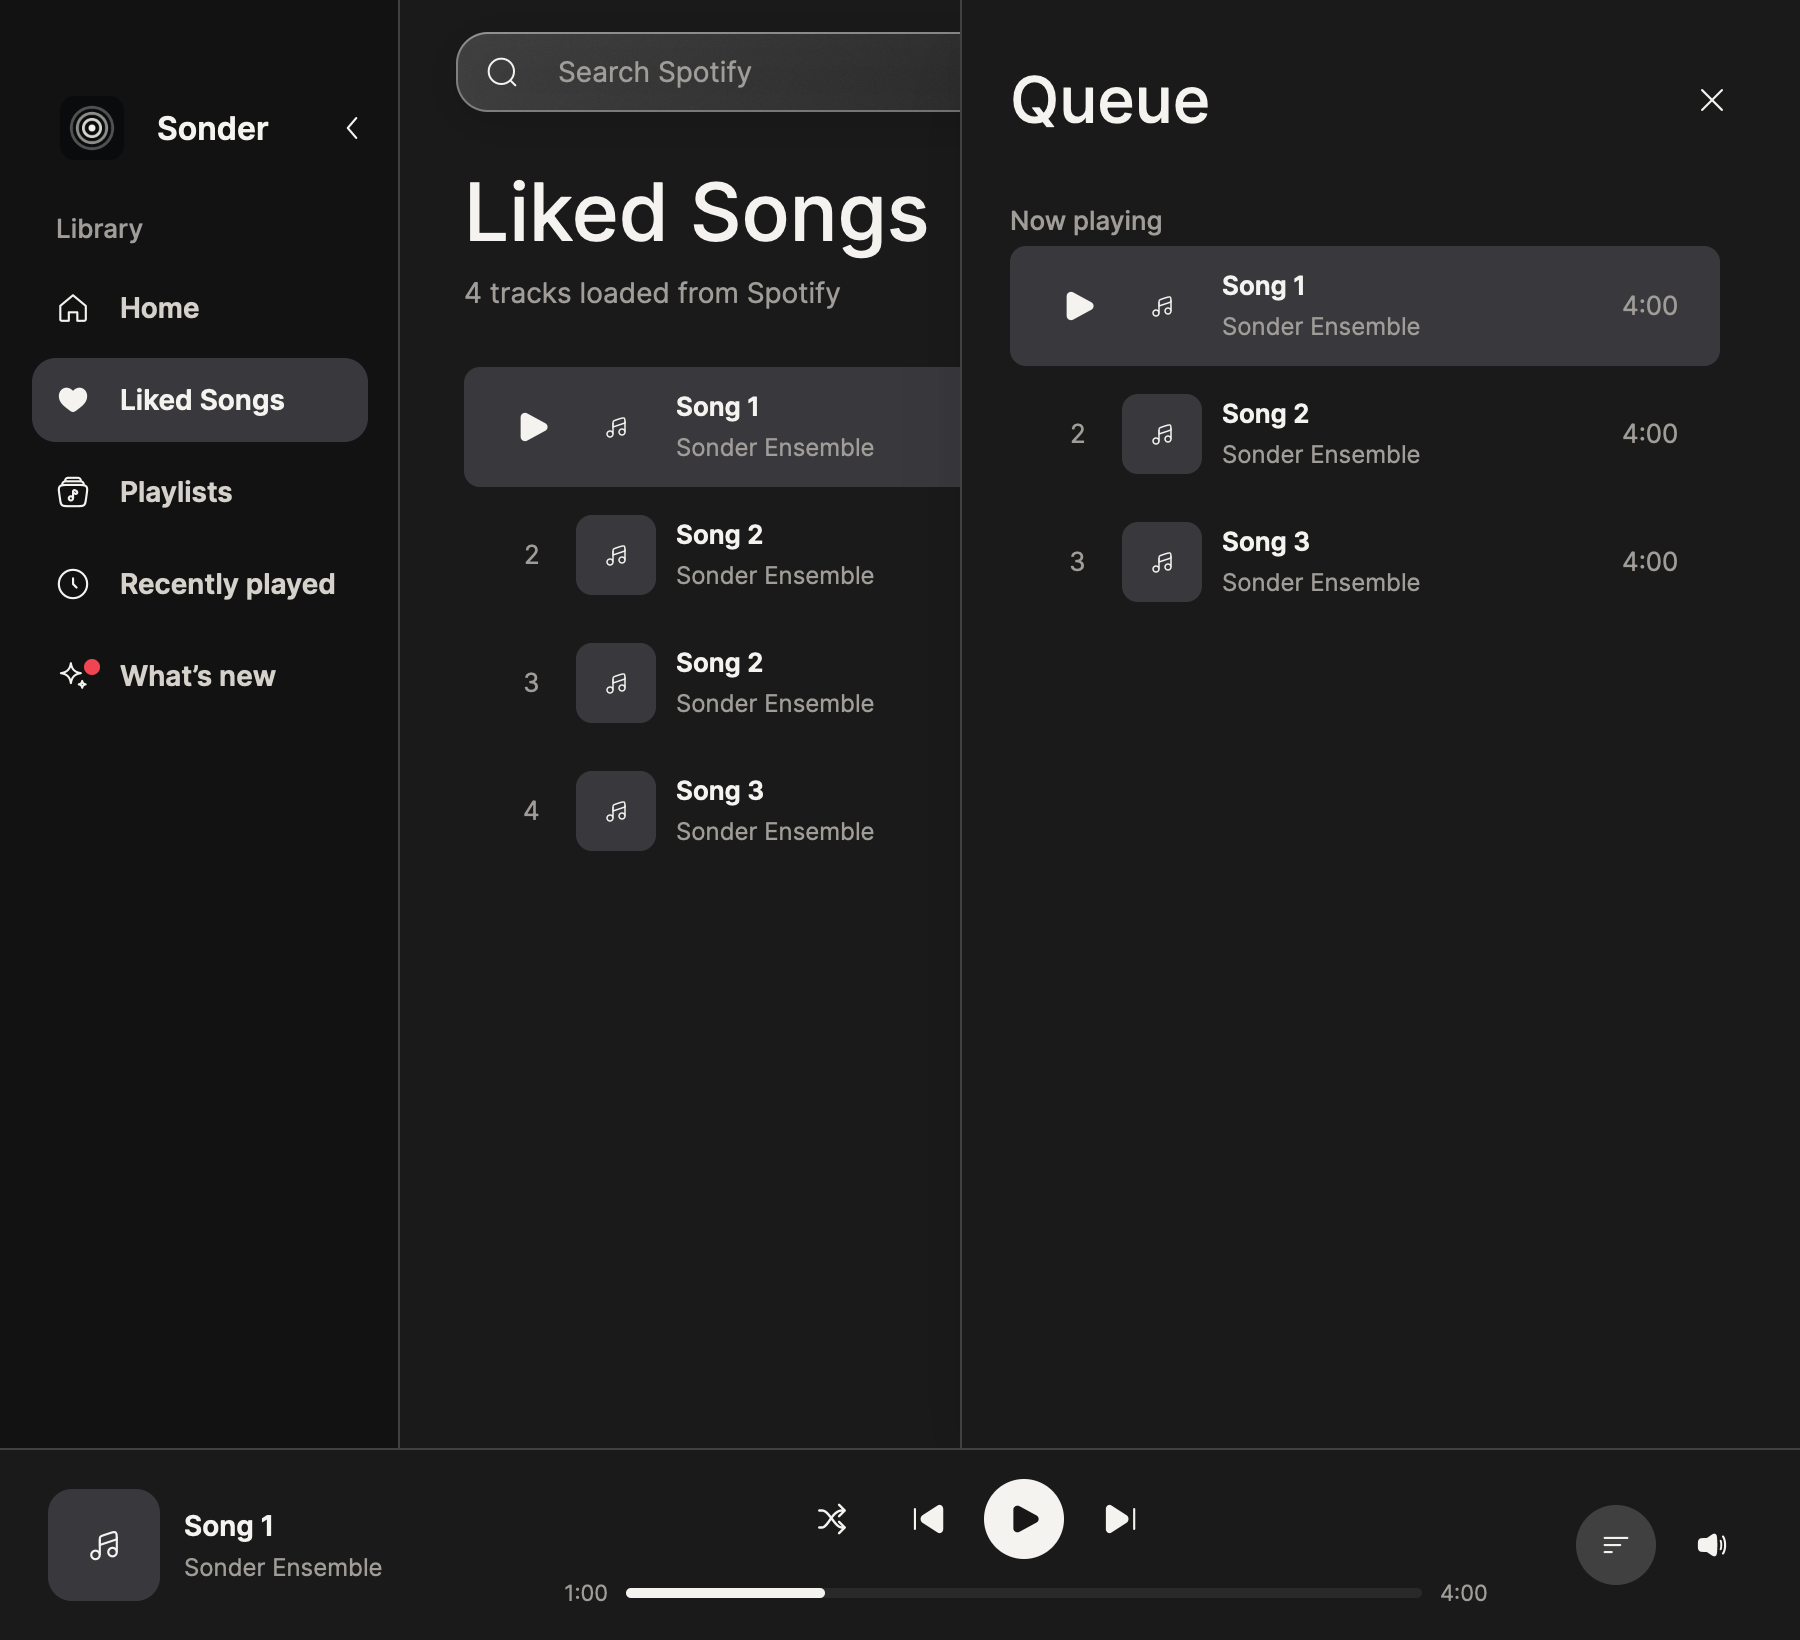 Sonder
Library
Home
Liked Songs
Playlists
Recently played
What’s new
Search Spotify
Liked Songs
4 tracks loaded from Spotify
Song 1
Sonder Ensemble
2
Song 2
Sonder Ensemble
3
Song 2
Sonder Ensemble
4
Song 3
Sonder Ensemble
Queue
Now playing
Song 1
Sonder Ensemble
4:00
2
Song 2
Sonder Ensemble
4:00
3
Song 3
Sonder Ensemble
4:00
Song 1
Sonder Ensemble
1:00
4:00